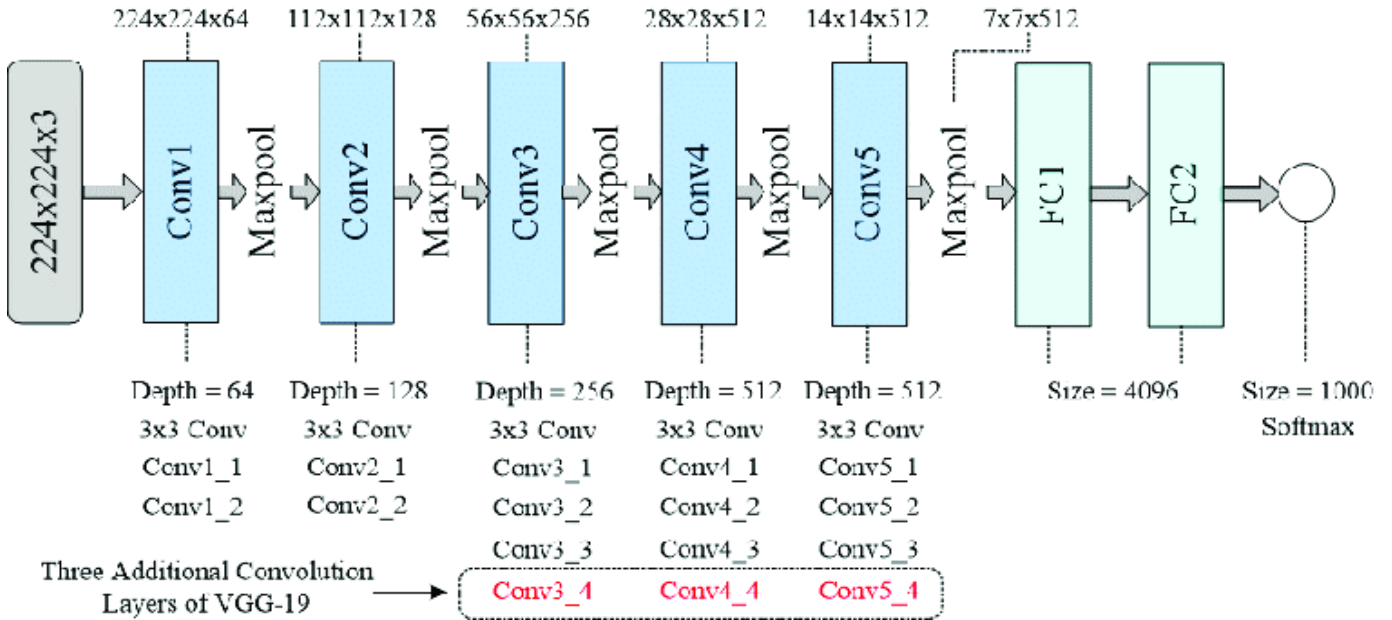 224x224x64 112x112x128 56x56x256 28x28x512 14x14x512 7x7x512
224x224x3 Conv1 Maxpool Conv2 Maxpool Conv3 Maxpool Conv4 Maxpool Conv5 Maxpool FC1 FC2
Depth = 64 Depth = 128 Depth = 256 Depth = 512 Depth = 512 Size = 4096 Size = 1000
3x3 Conv 3x3 Conv 3x3 Conv 3x3 Conv 3x3 Conv Softmax
Conv1_1 Conv2_1 Conv3_1 Conv4_1 Conv5_1
Conv1_2 Conv2_2 Conv3_2 Conv4_2 Conv5_2
Conv3_3 Conv4_3 Conv5_3
Three Additional Convolution
Layers of VGG-19
Conv3_4 Conv4_4 Conv5_4